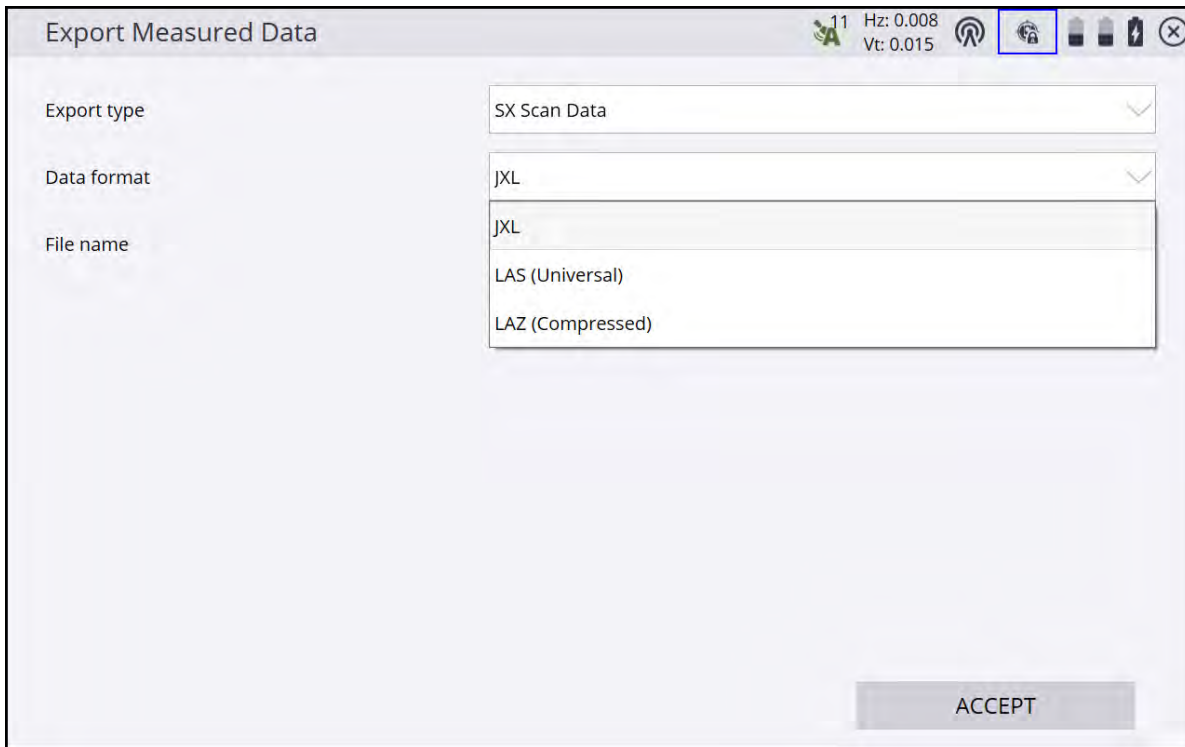 Export Measured Data
11
Hz: 0.008
Vt: 0.015
Export type
SX Scan Data
Data format
JXL
JXL
File name
LAS (Universal)
LAZ (Compressed)
ACCEPT